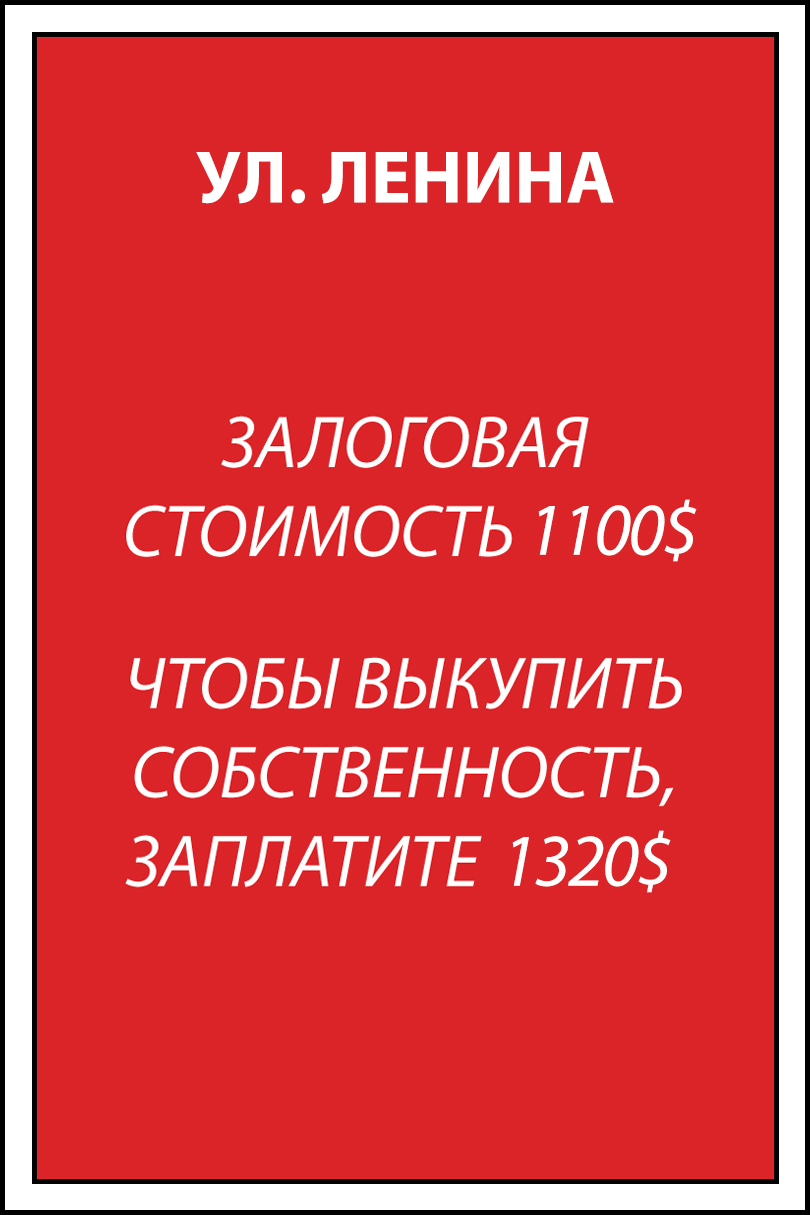 УЛ. ЛЕНИНА
ЗАЛОГОВАЯ
СТОИМОСТЬ 1100$
ЧТОБЫ ВЫКУПИТЬ
СОБСТВЕННОСТЬ,
ЗАПЛАТИТЕ 1320$